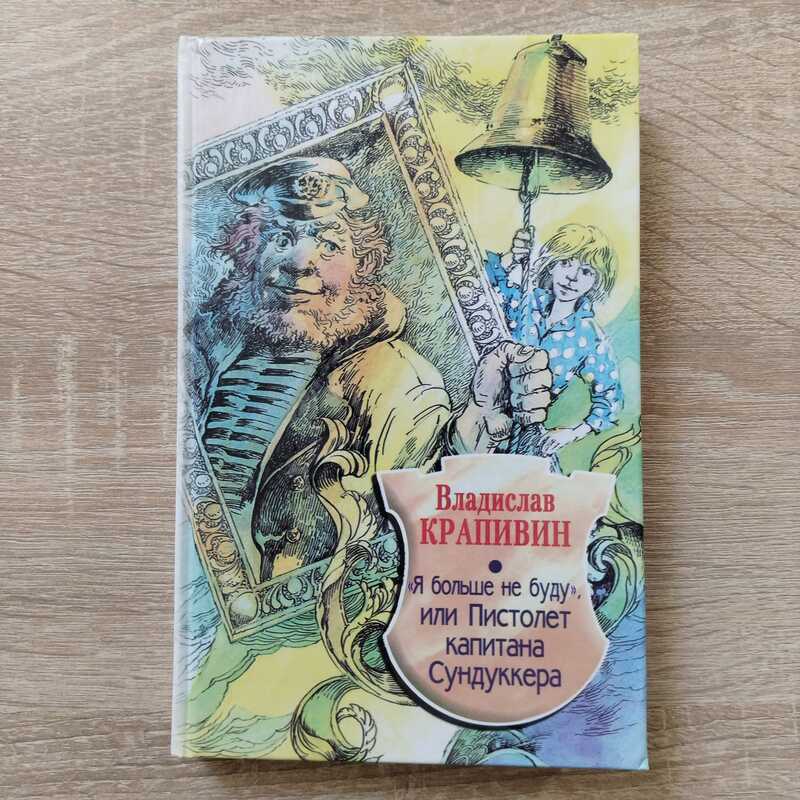 Владислав
КРАПИВИН
«Я больше не буду»,
или Пистолет
капитана
Сундуккера